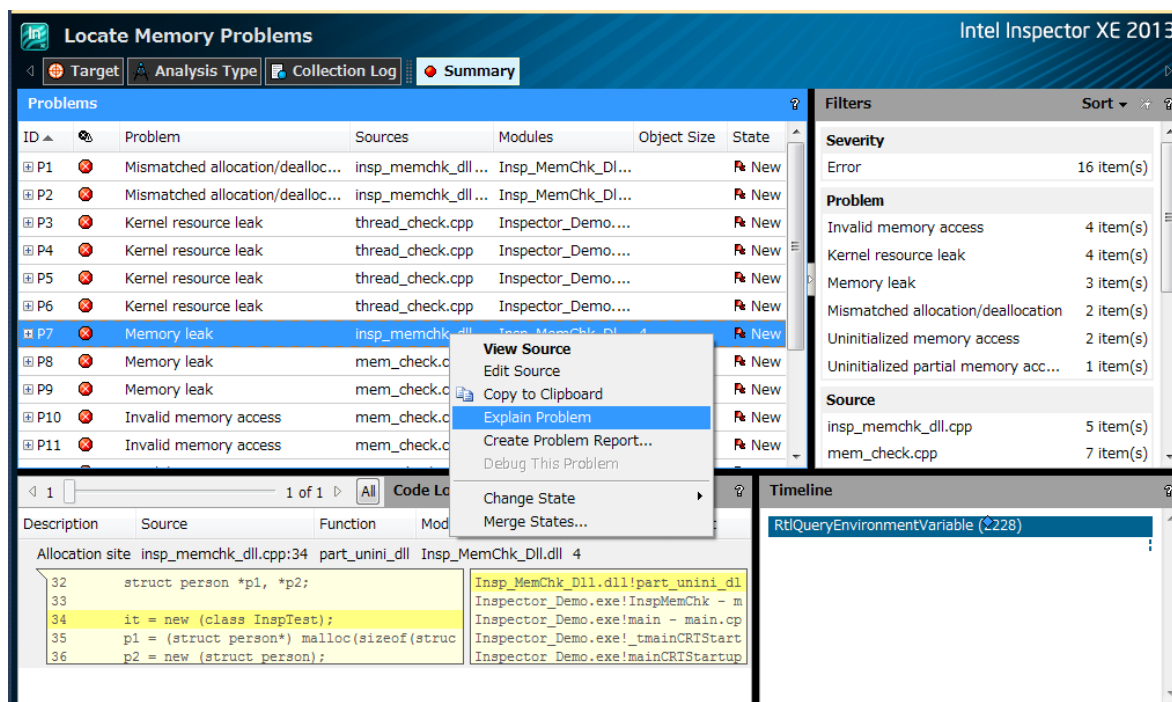 Locate Memory Problems
Intel Inspector XE 2013
Target Analysis Type Collection Log Summary
Problems ?
ID Problem Sources Modules Object Size State
P1 Mismatched allocation/dealloc... insp_memchk_dll... Insp_MemChk_Dl... New
P2 Mismatched allocation/dealloc... insp_memchk_dll... Insp_MemChk_Dl... New
P3 Kernel resource leak thread_check.cpp Inspector_Demo.... New
P4 Kernel resource leak thread_check.cpp Inspector_Demo.... New
P5 Kernel resource leak thread_check.cpp Inspector_Demo.... New
P6 Kernel resource leak thread_check.cpp Inspector_Demo.... New
P7 Memory leak insp_memchk_dll... Insp_MemChk_Dl... 4 New
P8 Memory leak mem_check.c New
P9 Memory leak mem_check.c New
P10 Invalid memory access mem_check.c New
P11 Invalid memory access mem_check.c New
View Source
Edit Source
Copy to Clipboard
Explain Problem
Create Problem Report...
Debug This Problem
Change State
Merge States...
Filters Sort ?
Severity
Error 16 item(s)
Problem
Invalid memory access 4 item(s)
Kernel resource leak 4 item(s)
Memory leak 3 item(s)
Mismatched allocation/deallocation 2 item(s)
Uninitialized memory access 2 item(s)
Uninitialized partial memory acc... 1 item(s)
Source
insp_memchk_dll.cpp 5 item(s)
mem_check.cpp 7 item(s)
1 1 of 1 All Code Lo ?
Description Source Function Mod
Allocation site insp_memchk_dll.cpp:34 part_unini_dll Insp_MemChk_Dll.dll 4
32 struct person *p1, *p2;
33
34 it = new (class InspTest);
35 p1 = (struct person*) malloc(sizeof(struc
36 p2 = new (struct person);
Insp_MemChk_Dll.dll!part_unini_dl
Inspector_Demo.exe!InspMemChk - m
Inspector_Demo.exe!main - main.cp
Inspector_Demo.exe!_tmainCRTStart
Inspector_Demo.exe!mainCRTStartup
Timeline ?
RtlQueryEnvironmentVariable